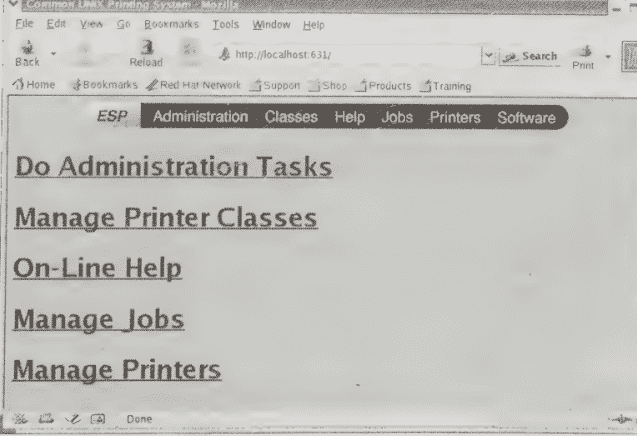 Common UNIX Printing System - Mozilla
File Edit View Go Bookmarks Tools Window Help
Back Reload http://localhost:631/ Search Print
Home Bookmarks Red Hat Network Support Shop Products Training
ESP Administration Classes Help Jobs Printers Software
Do Administration Tasks
Manage Printer Classes
On-Line Help
Manage Jobs
Manage Printers
Done